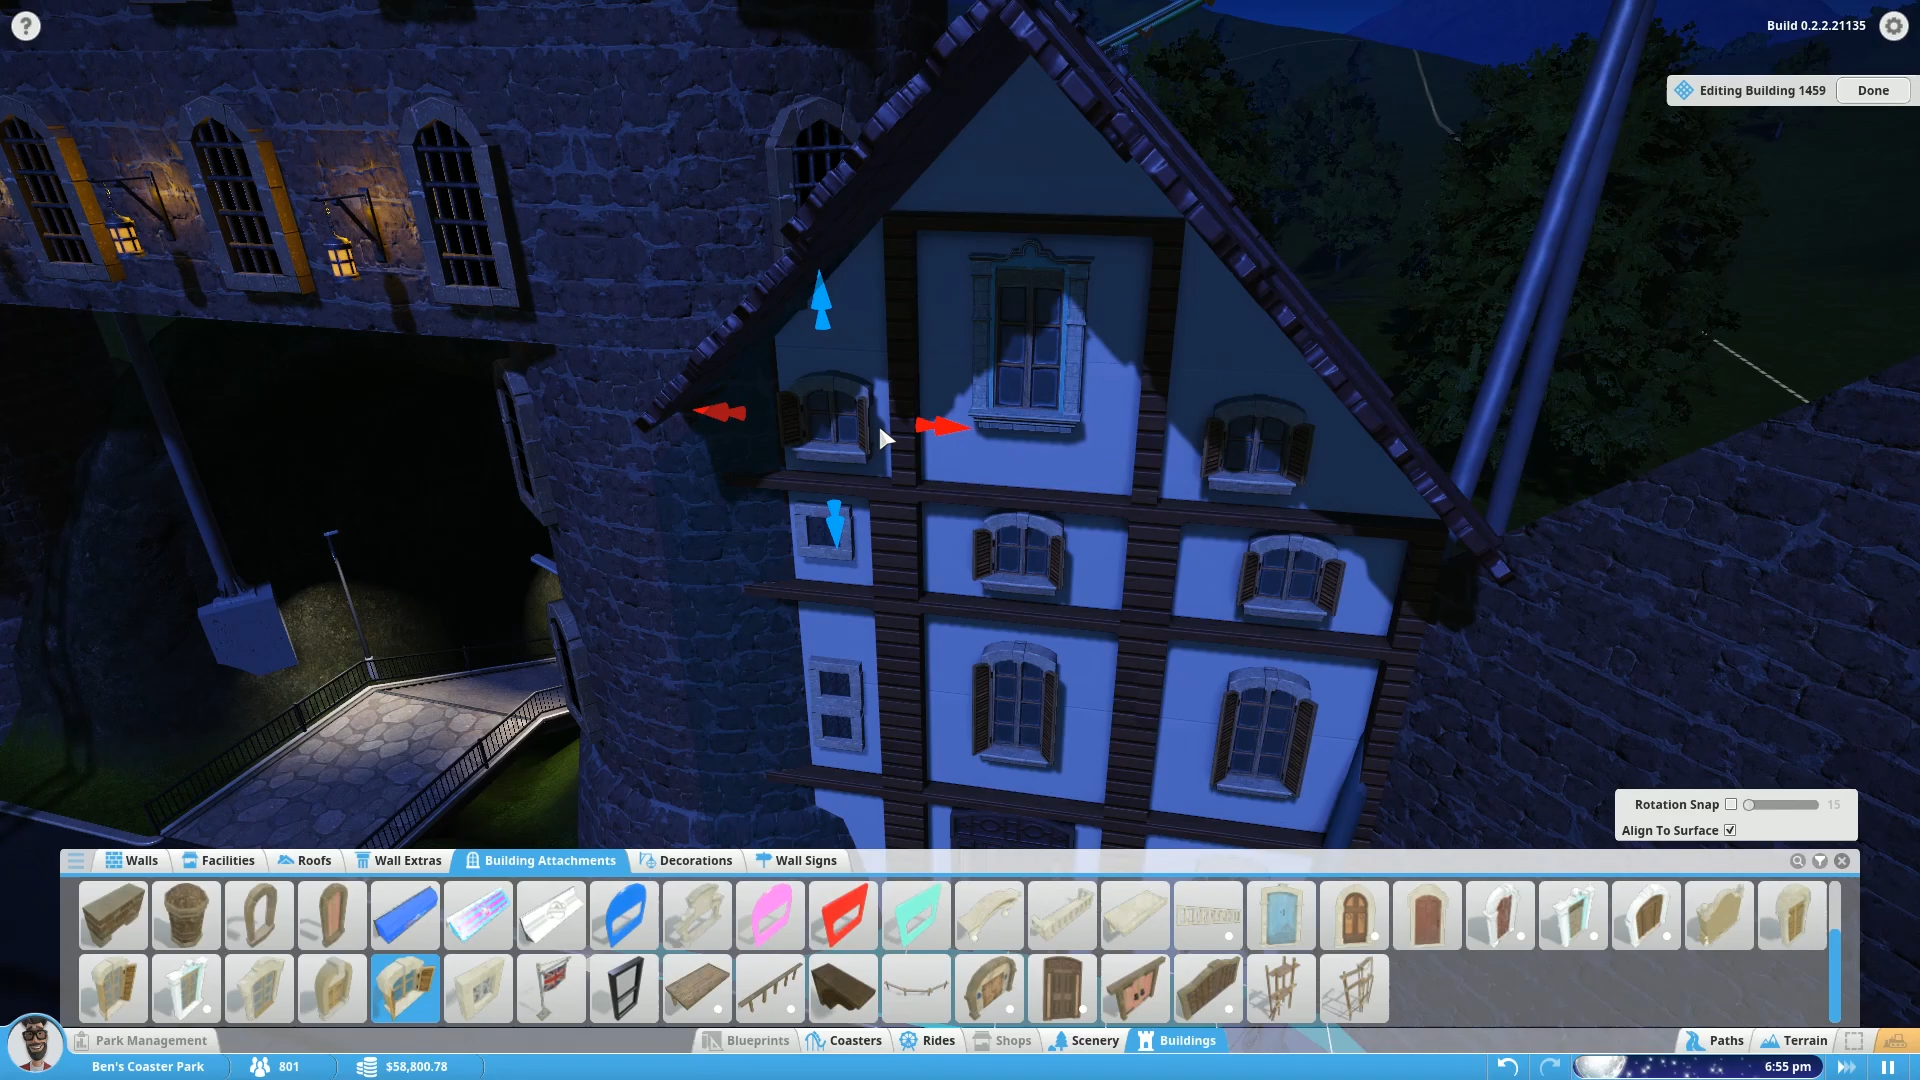 ?
Build 0.2.2.21135
Editing Building 1459
Done
Rotation Snap
15
Align To Surface
Walls
Facilities
Roofs
Wall Extras
Building Attachments
Decorations
Wall Signs
Park Management
Blueprints
Coasters
Rides
Shops
Scenery
Buildings
Paths
Terrain
Ben's Coaster Park
801
$58,800.78
6:55 pm